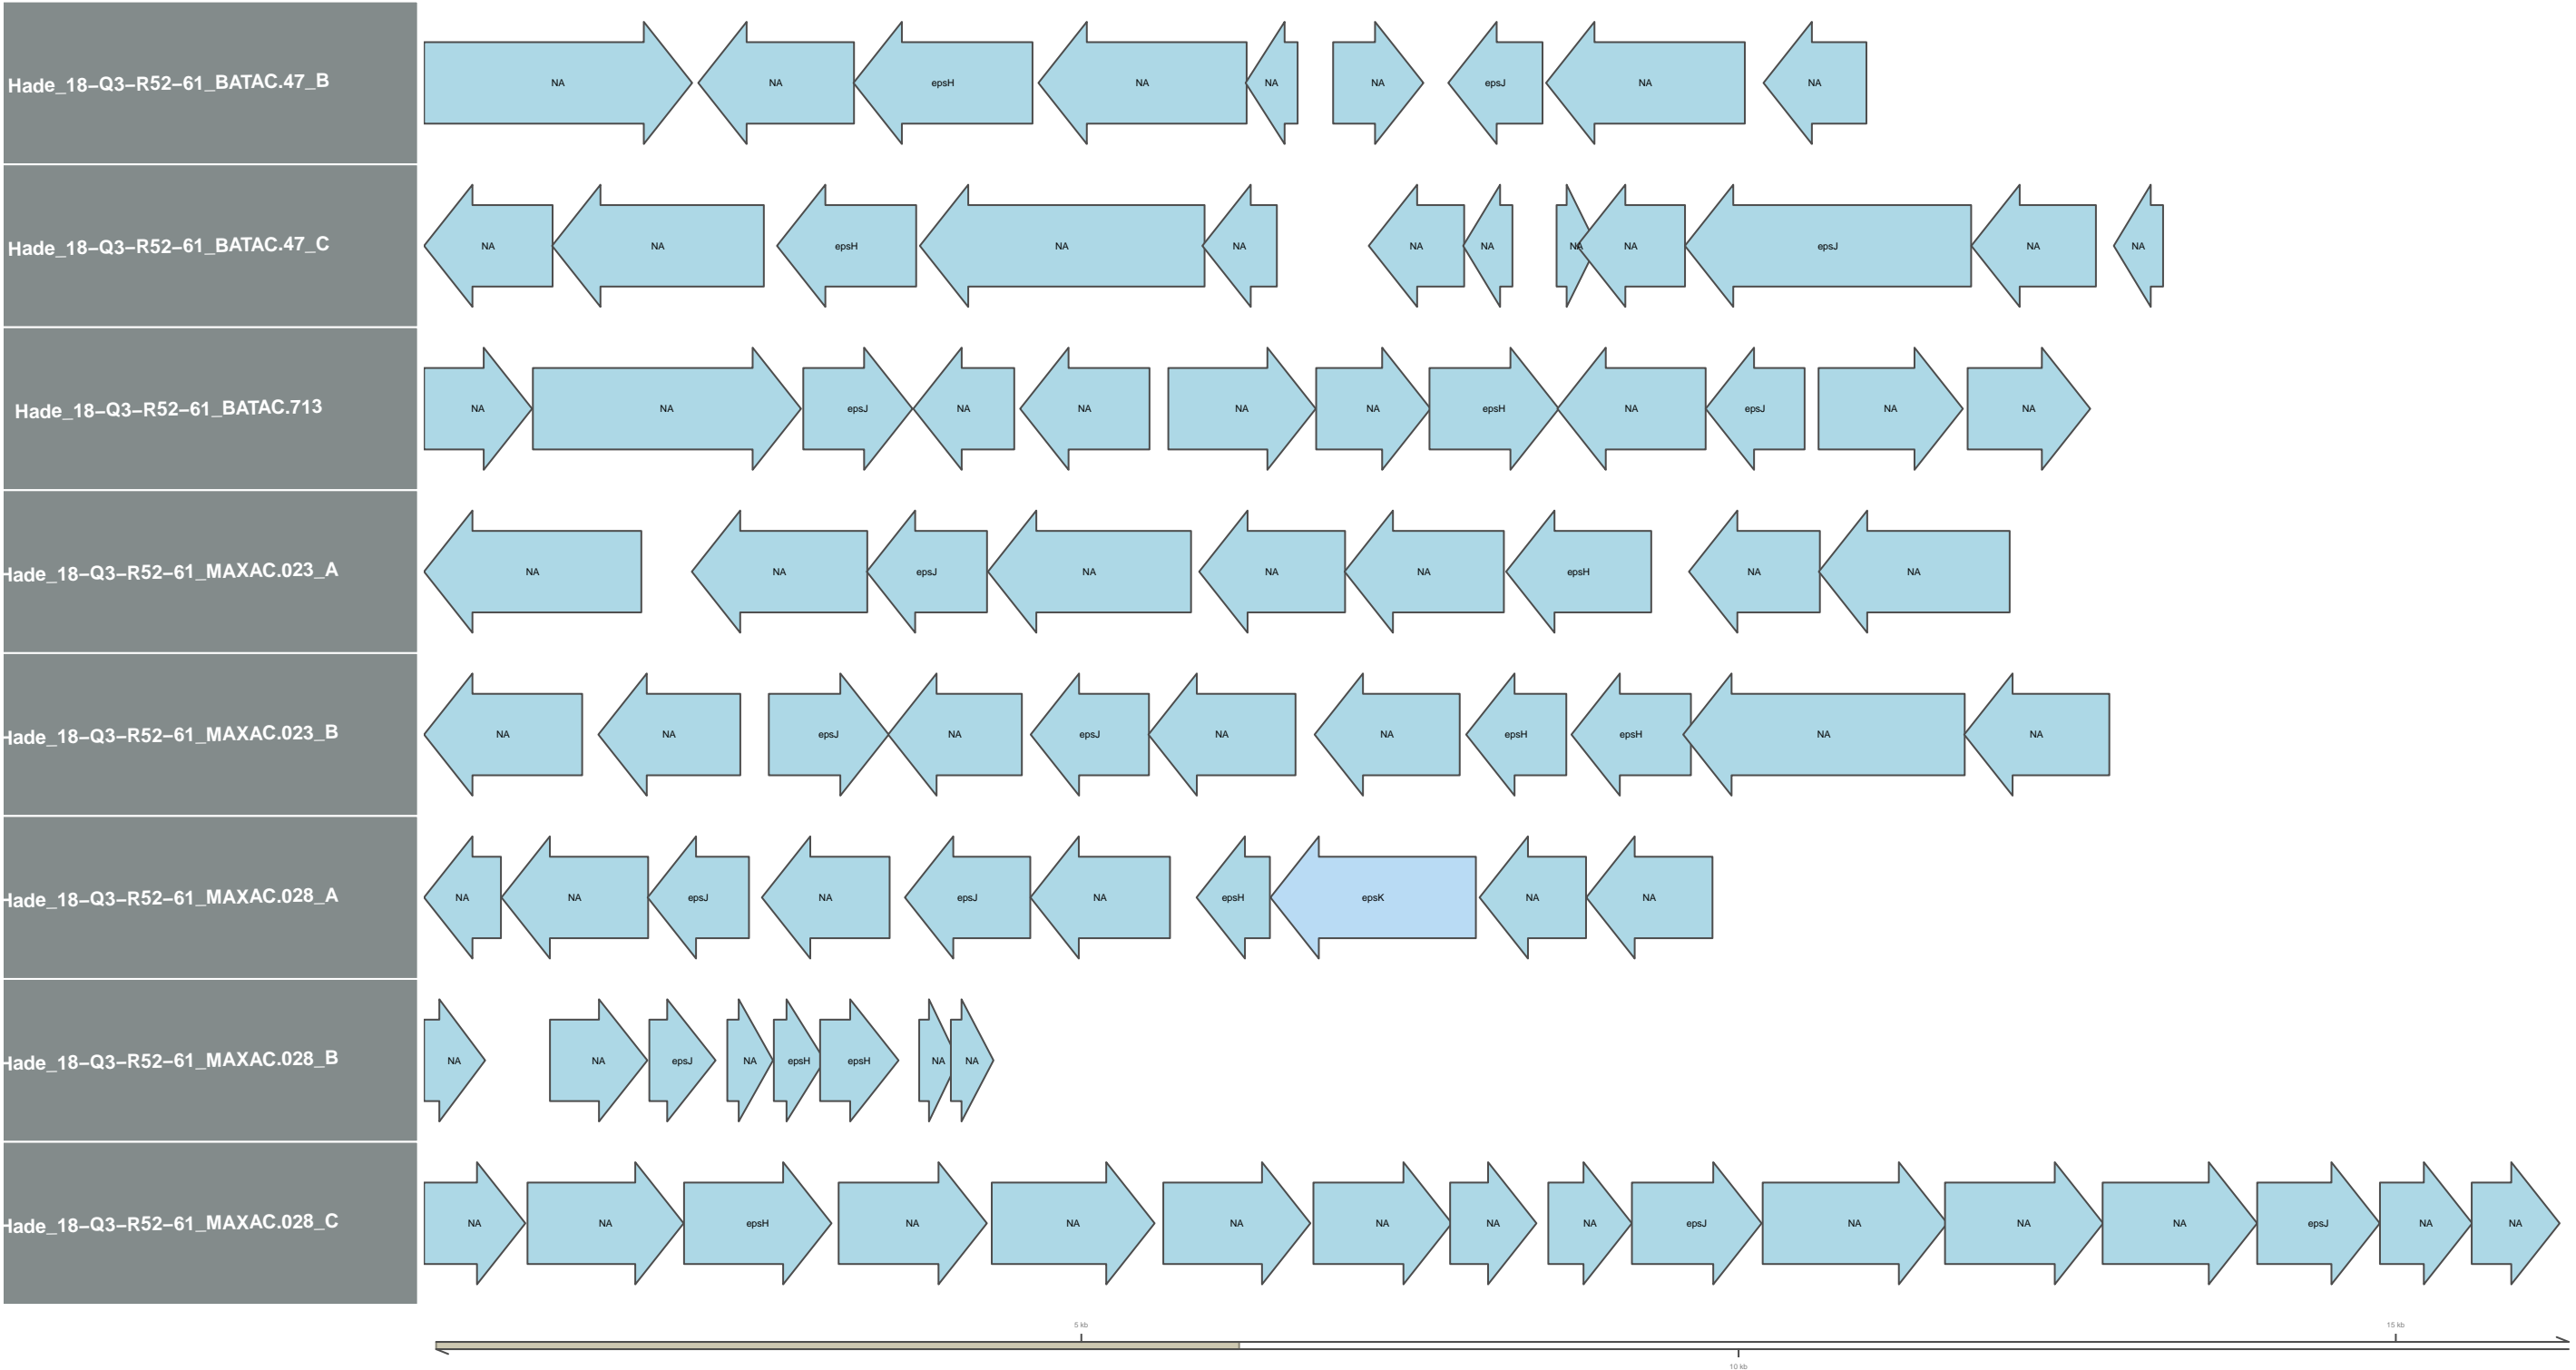 Hade_18–Q3–R52–61_BATAC.47_B NA NA epsH NA NA NA epsJ NA NA
Hade_18–Q3–R52–61_BATAC.47_C NA NA epsH NA NA NA NA NA NA epsJ NA NA
Hade_18–Q3–R52–61_BATAC.713 NA NA epsJ NA NA NA NA epsH NA epsJ NA NA
Hade_18–Q3–R52–61_MAXAC.023_A NA NA epsJ NA NA NA epsH NA NA
Hade_18–Q3–R52–61_MAXAC.023_B NA NA epsJ NA epsJ NA NA epsH epsH NA NA
Hade_18–Q3–R52–61_MAXAC.028_A NA NA epsJ NA epsJ NA epsH epsK NA NA
Hade_18–Q3–R52–61_MAXAC.028_B NA NA epsJ NA epsH epsH NA NA
Hade_18–Q3–R52–61_MAXAC.028_C NA NA epsH NA NA NA NA NA NA epsJ NA NA NA epsJ NA NA
5 kb 15 kb
10 kb